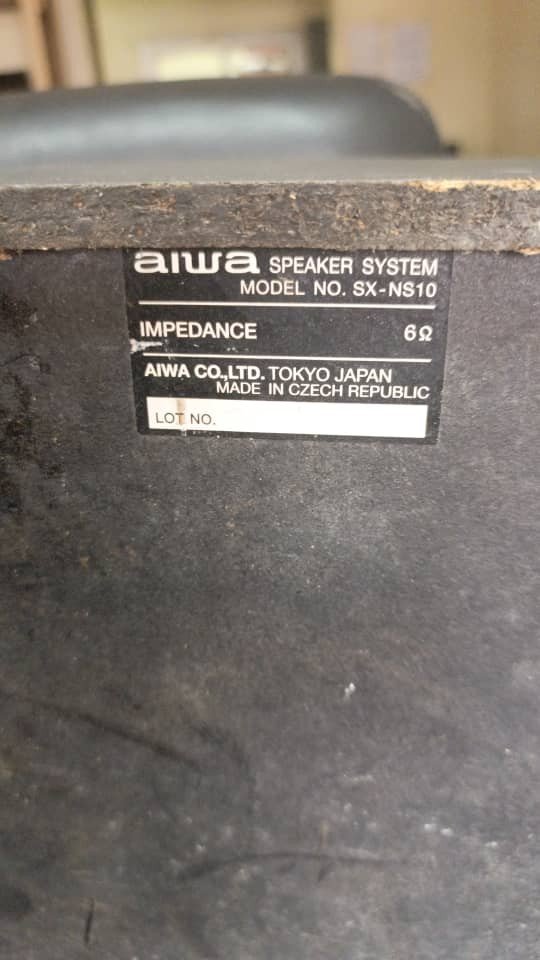 aiwa SPEAKER SYSTEM
MODEL NO. SX-NS10
IMPEDANCE 6Ω
AIWA CO.,LTD. TOKYO JAPAN
MADE IN CZECH REPUBLIC
LOT NO.